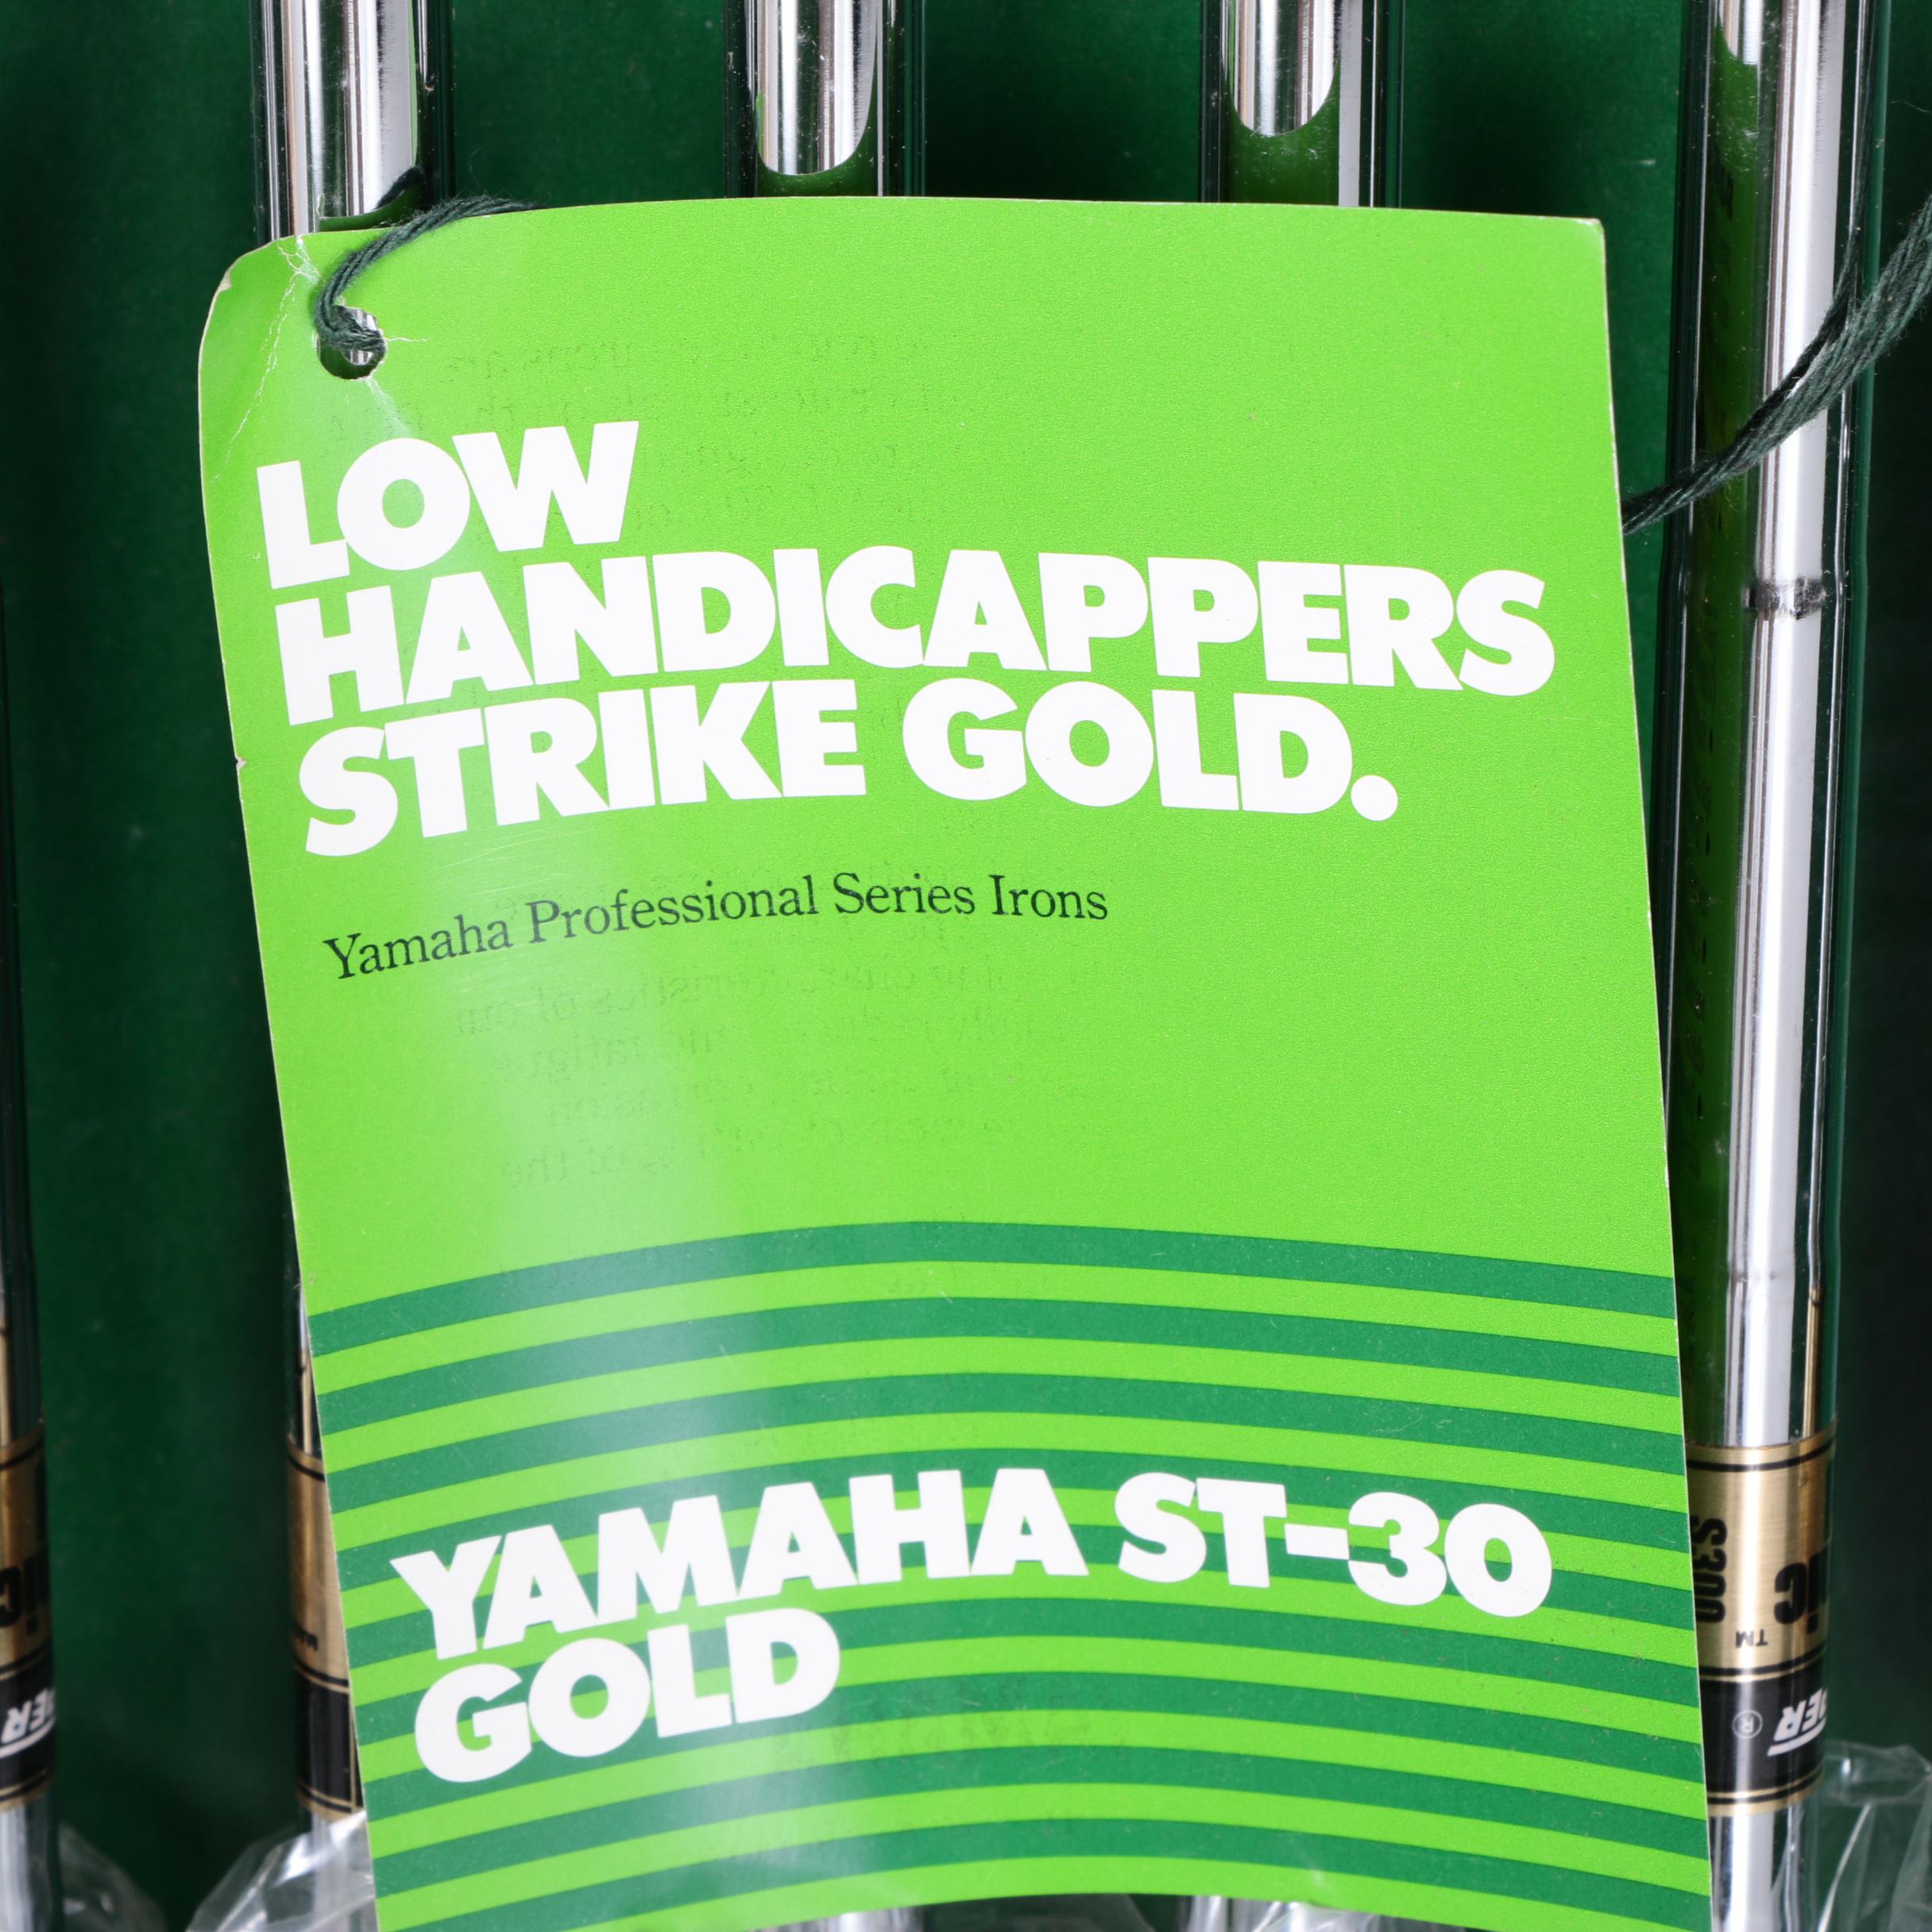 LOW
HANDICAPPERS
STRIKE GOLD.
Yamaha Professional Series Irons
YAMAHA ST-30
GOLD
S300
TM
®